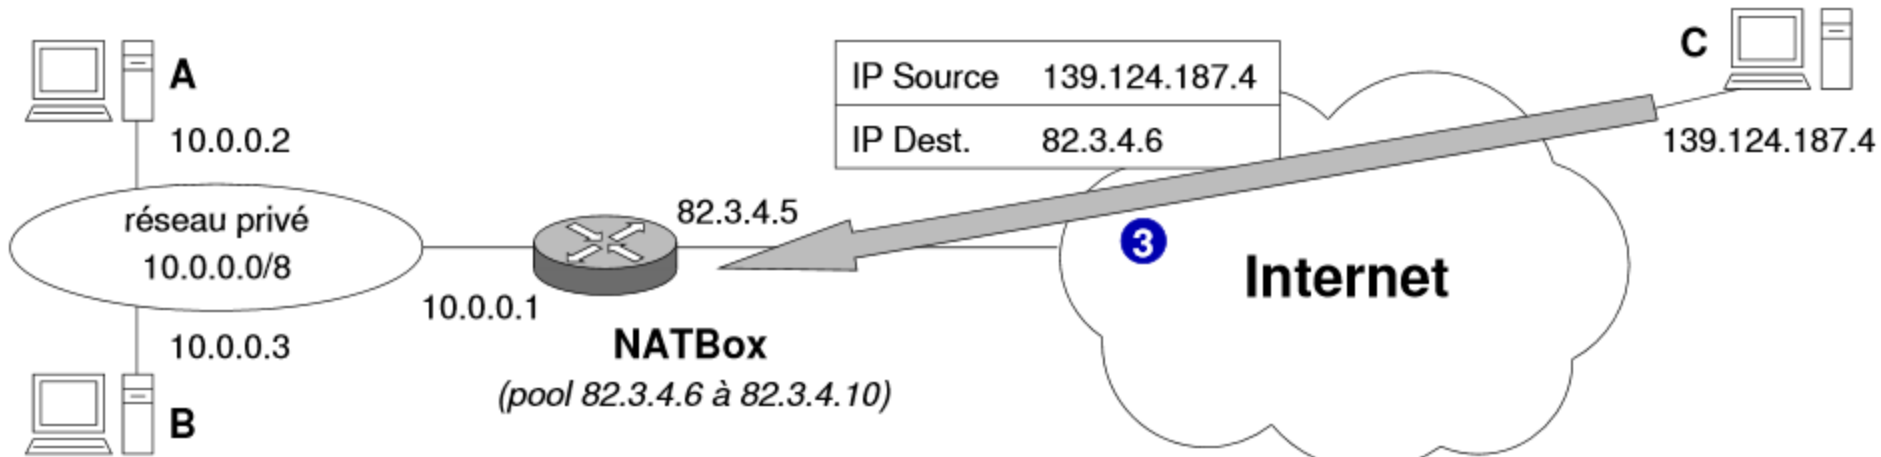 A
10.0.0.2
réseau privé
10.0.0.0/8
10.0.0.3
B
10.0.0.1
82.3.4.5
NATBox
(pool 82.3.4.6 à 82.3.4.10)
IP Source 139.124.187.4
IP Dest. 82.3.4.6
3
Internet
C
139.124.187.4